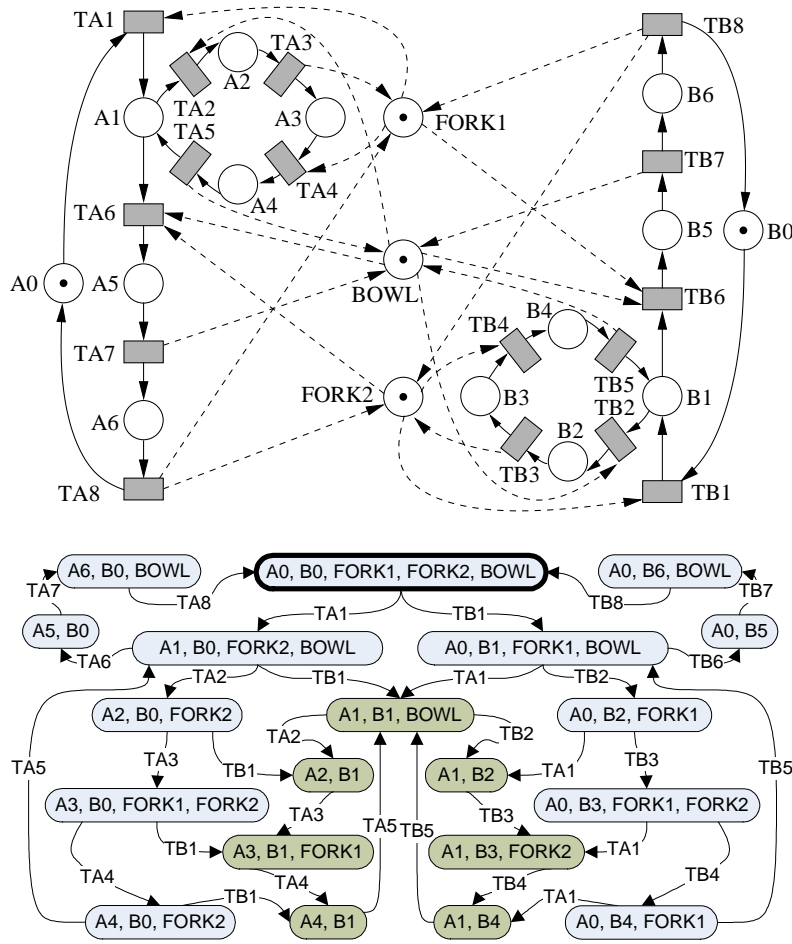 TA1
TA3
TB8
A2
TA2
B6
A1
TA5
A3
FORK1
TB7
A4
TA4
TA6
B5
B0
A0
A5
BOWL
TB6
B4
TB4
TA7
TB5
FORK2
B3
TB2
B1
A6
B2
TB3
TA8
TB1
A6, B0, BOWL
A0, B0, FORK1, FORK2, BOWL
A0, B6, BOWL
TA7
TA8
TB8
TB7
TA1
TB1
A5, B0
A0, B5
A1, B0, FORK2, BOWL
A0, B1, FORK1, BOWL
TA6
TB6
TA2
TB1
TA1
TB2
A2, B0, FORK2
A1, B1, BOWL
A0, B2, FORK1
TA2
TB2
TA5
TA3
TB1
A2, B1
A1, B2
TA1
TB3
TB5
A3, B0, FORK1, FORK2
TA3
TB3
A0, B3, FORK1, FORK2
TA5
TB5
TB1
A3, B1, FORK1
A1, B3, FORK2
TA1
TA4
TA4
TB4
TB4
TB1
TA1
A4, B0, FORK2
A4, B1
A1, B4
A0, B4, FORK1